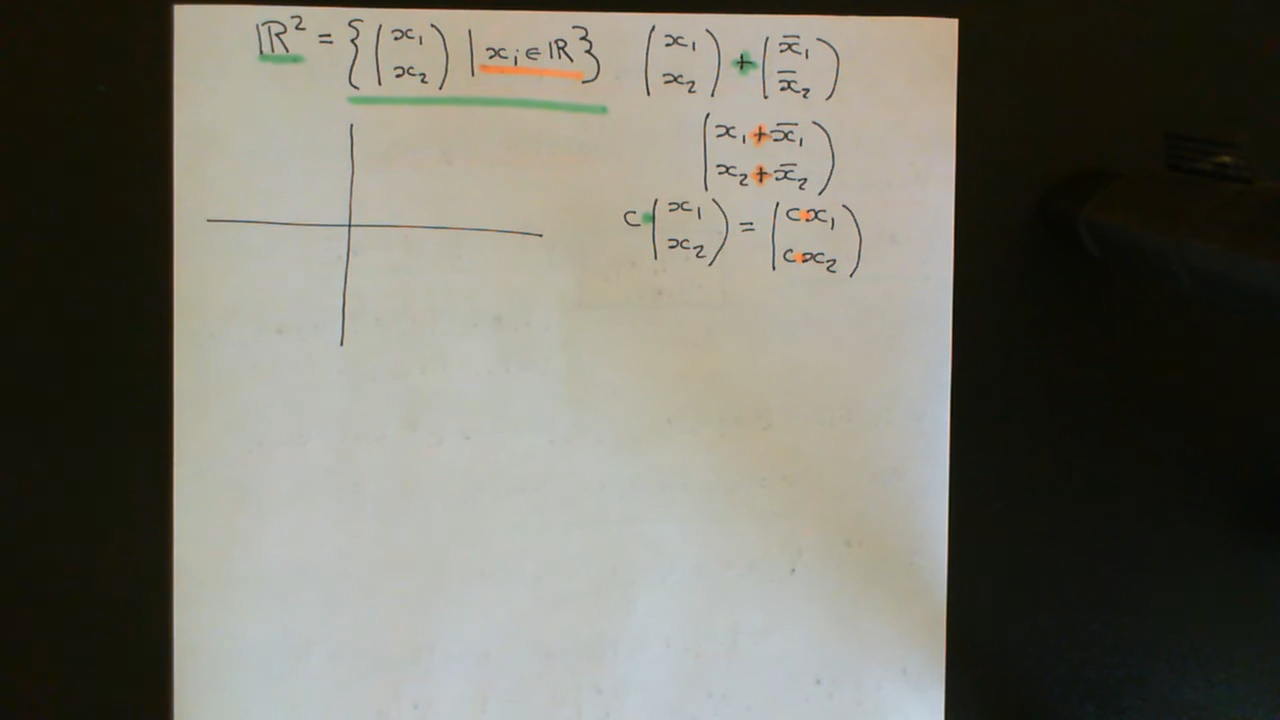 ℝ² = { (x₁ x₂) | xᵢ ∈ ℝ } (x₁ x₂) + (x̄₁ x̄₂)
(x₁ + x̄₁
x₂ + x̄₂)
c (x₁ x₂) = (c·x₁ c·x₂)